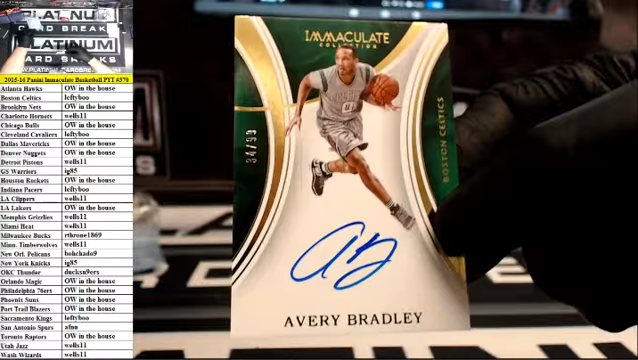 PLATINUM
CARD BREAK
PLATINUM
2015-16 Panini Immaculate Basketball PYT #370
Atlanta Hawks OW in the house
Boston Celtics leftyboo
Brooklyn Nets OW in the house
Charlotte Hornets wells11
Chicago Bulls OW in the house
Cleveland Cavaliers leftyboo
Dallas Mavericks OW in the house
Denver Nuggets OW in the house
Detroit Pistons wells11
GS Warriors ig85
Houston Rockets OW in the house
Indiana Pacers leftyboo
LA Clippers wells11
LA Lakers OW in the house
Memphis Grizzlies wells11
Miami Heat wells11
Milwaukee Bucks rthrone1869
Minn. Timberwolves wells11
New Orl. Pelicans
New York Knicks ig85
OKC Thunder
Orlando Magic OW in the house
Philadelphia 76ers OW in the house
Phoenix Suns OW in the house
Port Trail Blazers OW in the house
Sacramento Kings leftyboo
San Antonio Spurs
Toronto Raptors OW in the house
Utah Jazz wells11
Wash Wizards wells11
IMMACULATE
COLLECTION
34/99
BOSTON CELTICS
AVERY BRADLEY